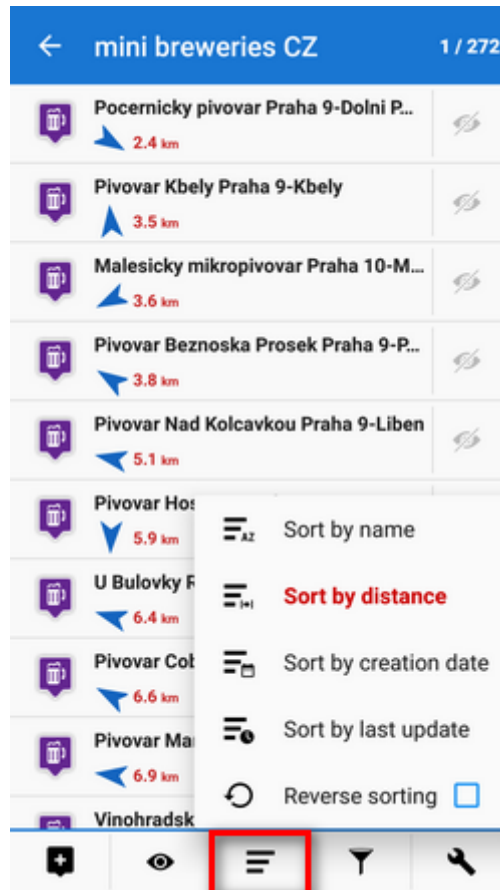 mini breweries CZ 1 / 272
Pocernicky pivovar Praha 9-Dolni P...
2.4 km
Pivovar Kbely Praha 9-Kbely
3.5 km
Malesicky mikropivovar Praha 10-M...
3.6 km
Pivovar Beznoska Prosek Praha 9-P...
3.8 km
Pivovar Nad Kolcavkou Praha 9-Liben
5.1 km
Pivovar Hos
5.9 km
U Bulovky
6.4 km
Pivovar Cob
6.6 km
Pivovar Mar
6.9 km
Vinohradsk
AZ Sort by name
Sort by distance
Sort by creation date
Sort by last update
Reverse sorting